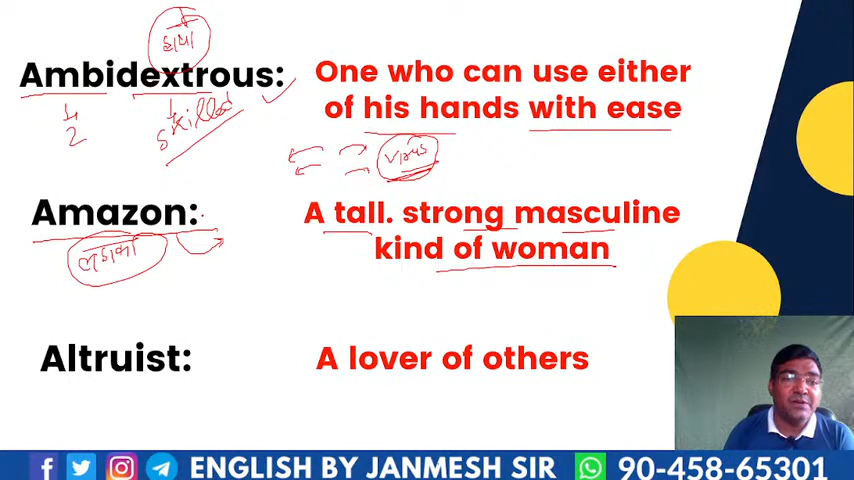 Ambidextrous: One who can use either
of his hands with ease
2 skilled
Amazon: A tall. strong masculine
kind of woman
लड़ाका
Altruist: A lover of others
ENGLISH BY JANMESH SIR 90-458-65301